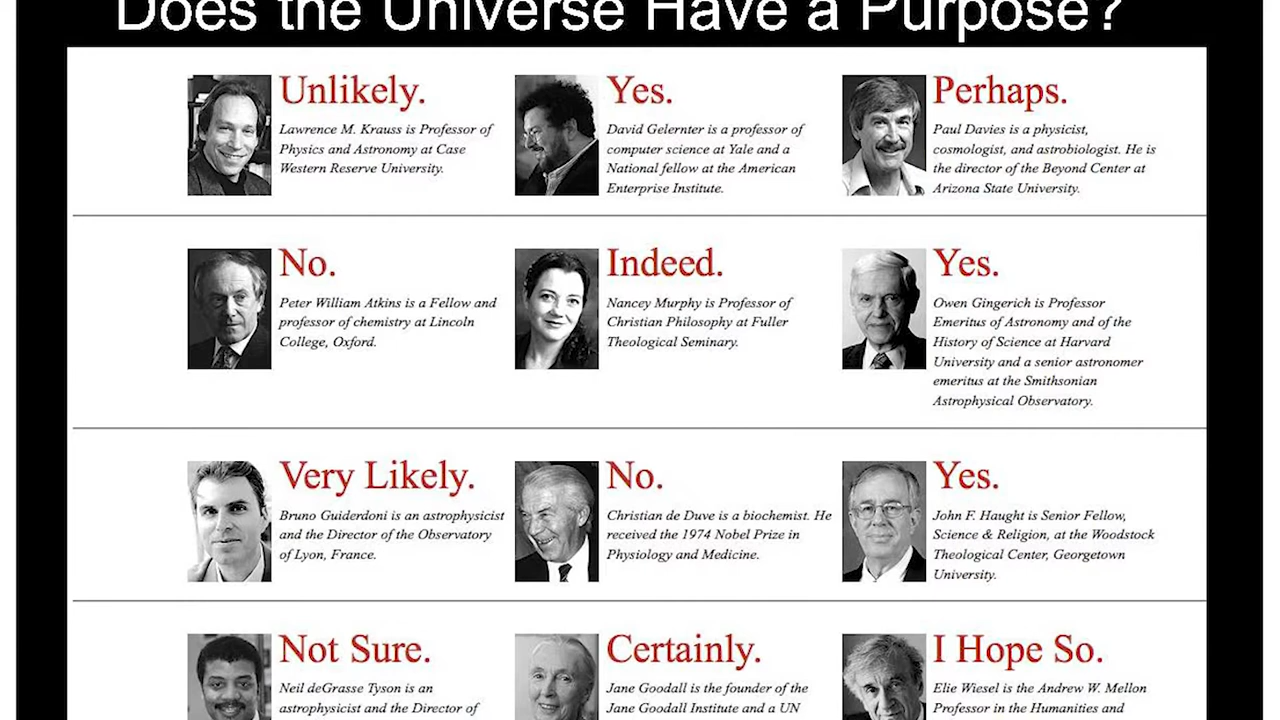 Does the Universe Have a Purpose?
Unlikely.
Lawrence M. Krauss is Professor of
Physics and Astronomy at Case
Western Reserve University.
Yes.
David Gelernter is a professor of
computer science at Yale and a
National fellow at the American
Enterprise Institute.
Perhaps.
Paul Davies is a physicist,
cosmologist, and astrobiologist. He is
the director of the Beyond Center at
Arizona State University.
No.
Peter William Atkins is a Fellow and
professor of chemistry at Lincoln
College, Oxford.
Indeed.
Nancey Murphy is Professor of
Christian Philosophy at Fuller
Theological Seminary.
Yes.
Owen Gingerich is Professor
Emeritus of Astronomy and of the
History of Science at Harvard
University and a senior astronomer
emeritus at the Smithsonian
Astrophysical Observatory.
Very Likely.
Bruno Guiderdoni is an astrophysicist
and the Director of the Observatory
of Lyon, France.
No.
Christian de Duve is a biochemist. He
received the 1974 Nobel Prize in
Physiology and Medicine.
Yes.
John F. Haught is Senior Fellow,
Science & Religion, at the Woodstock
Theological Center, Georgetown
University.
Not Sure.
Neil deGrasse Tyson is an
astrophysicist and the Director of
Certainly.
Jane Goodall is the founder of the
Jane Goodall Institute and a UN
I Hope So.
Elie Wiesel is the Andrew W. Mellon
Professor in the Humanities and